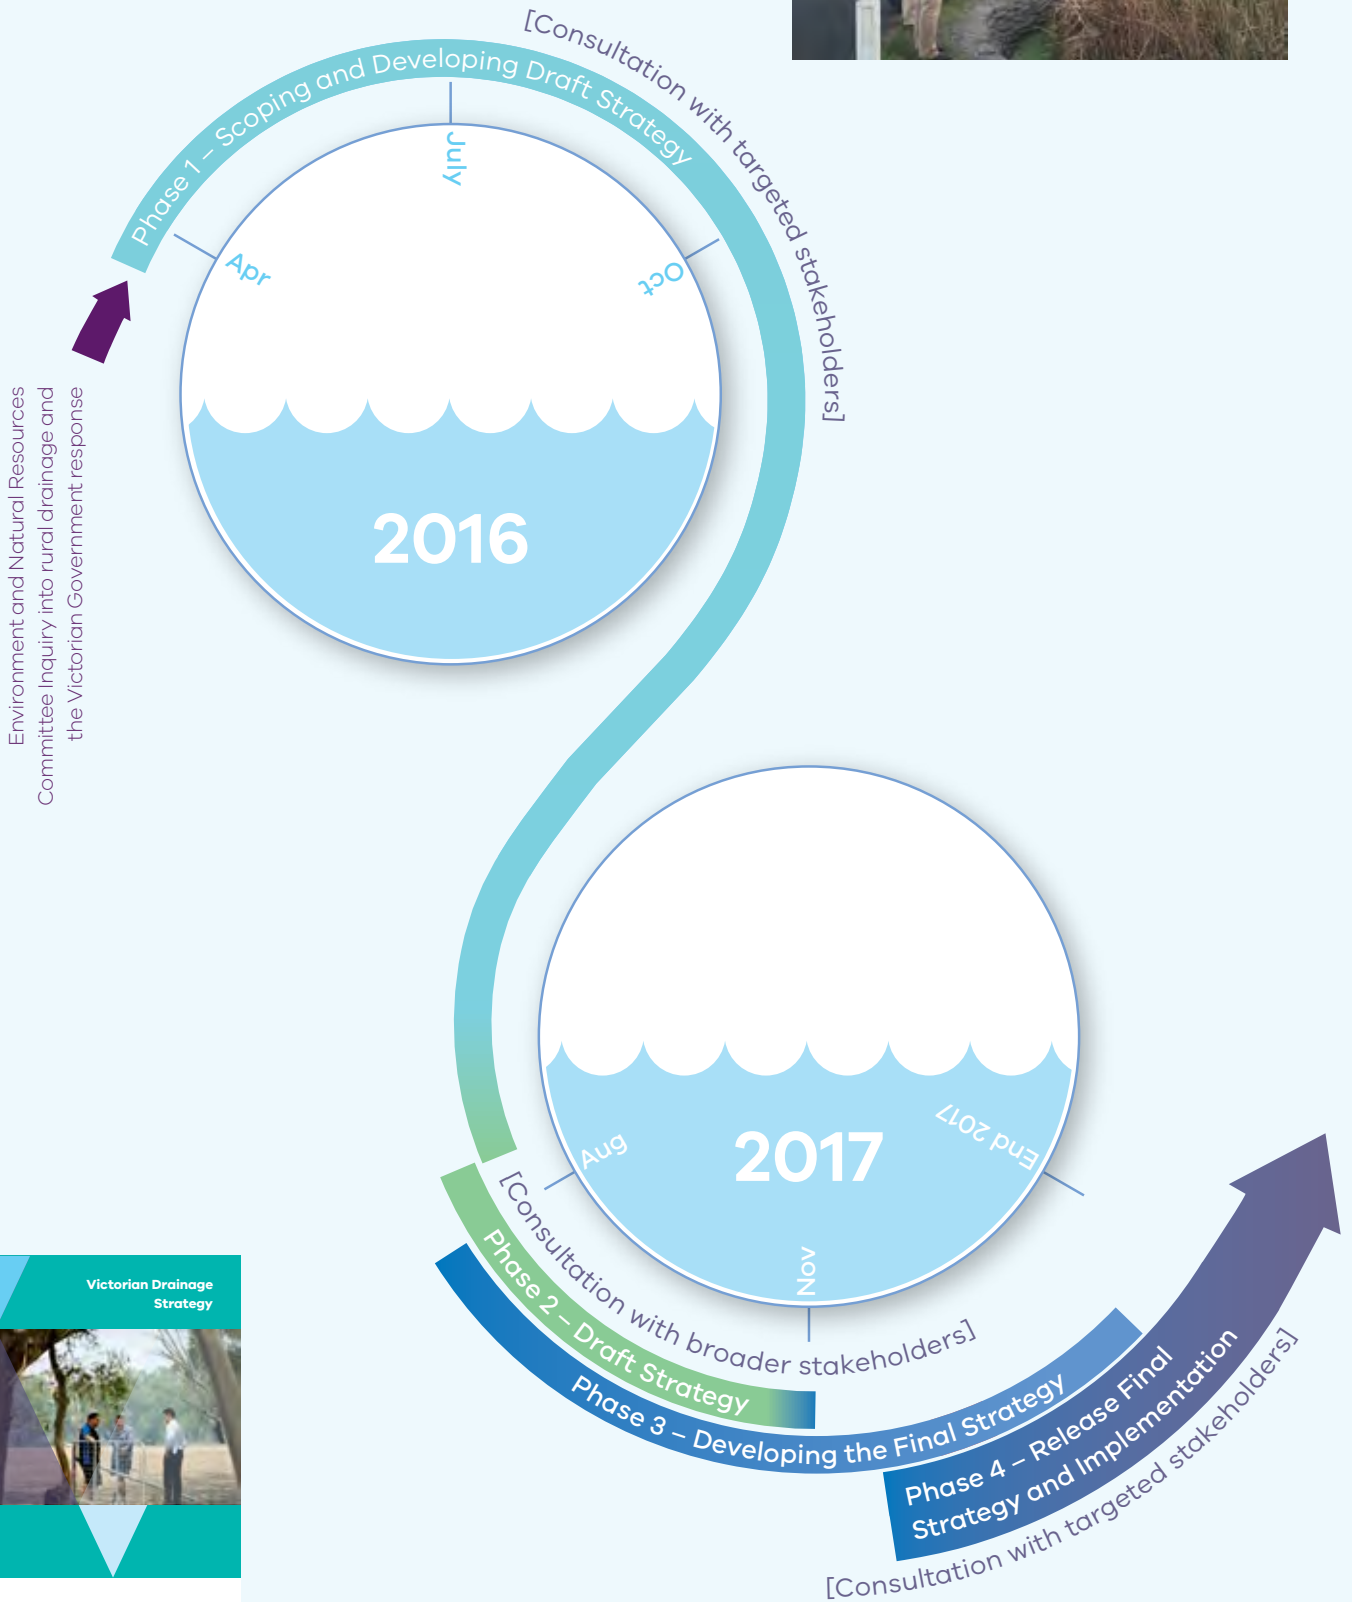 [Consultation with targeted stakeholders]
Phase 1 – Scoping and Developing Draft Strategy
July
Apr
Oct
2016
Environment and Natural Resources
Committee Inquiry into rural drainage and
the Victorian Government response
2017
Aug
Nov
End 2017
[Consultation with broader stakeholders]
Phase 2 – Draft Strategy
Phase 3 – Developing the Final Strategy
Phase 4 – Release Final
Strategy and Implementation
[Consultation with targeted stakeholders]
Victorian Drainage
Strategy